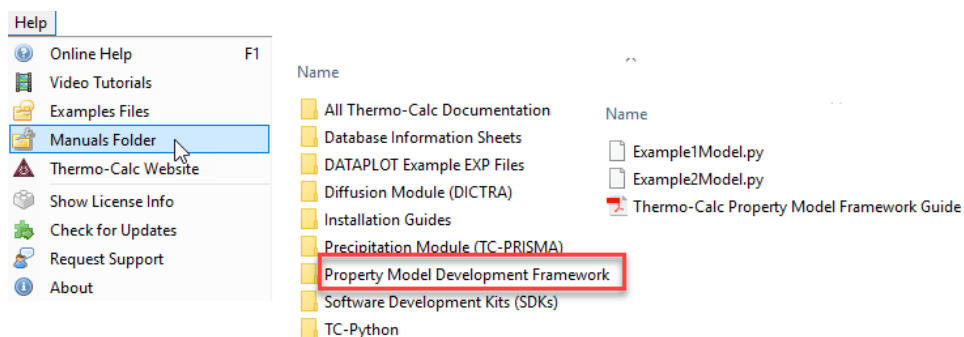 Help
Online Help F1
Video Tutorials
Examples Files
Manuals Folder
Thermo-Calc Website
Show License Info
Check for Updates
Request Support
About
Name
All Thermo-Calc Documentation
Database Information Sheets
DATAPLOT Example EXP Files
Diffusion Module (DICTRA)
Installation Guides
Precipitation Module (TC-PRISMA)
Property Model Development Framework
Software Development Kits (SDKs)
TC-Python
Name
Example1Model.py
Example2Model.py
Thermo-Calc Property Model Framework Guide